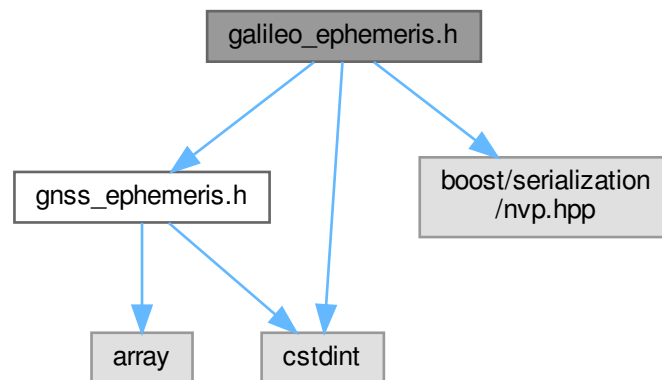 galileo_ephemeris.h
gnss_ephemeris.h
boost/serialization
/nvp.hpp
array
cstdint